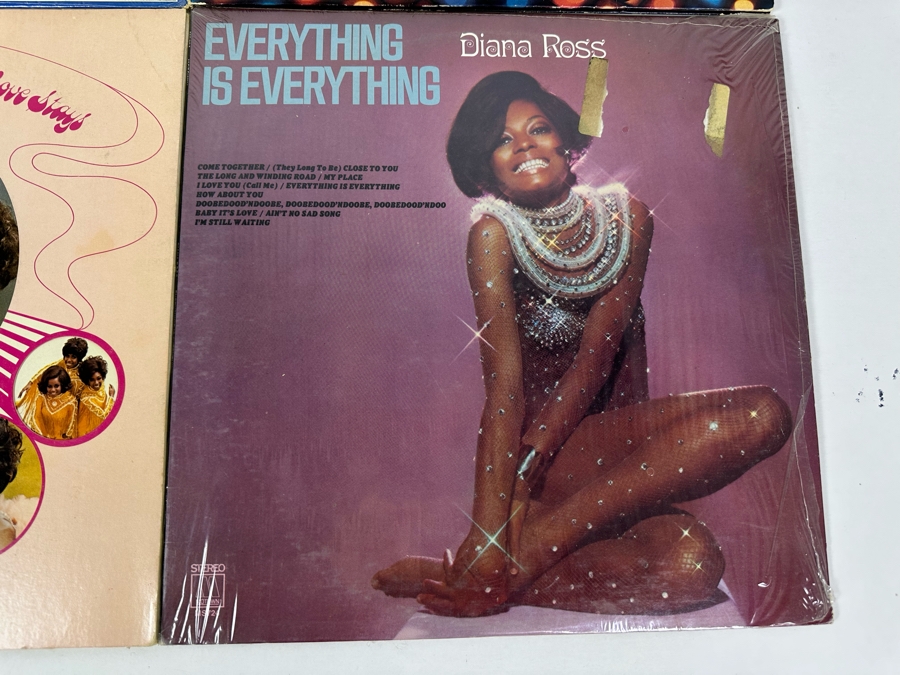 Love Stays
EVERYTHING
IS EVERYTHING
Diana Ross
COME TOGETHER / (They Long To Be) CLOSE TO YOU
THE LONG AND WINDING ROAD / MY PLACE
I LOVE YOU (Call Me) / EVERYTHING IS EVERYTHING
HOW ABOUT YOU
DOOBEDOOD'NDOOBE, DOOBEDOOD'NDOOBE, DOOBEDOOD'NDOO
BABY IT'S LOVE / AIN'T NO SAD SONG
I'M STILL WAITING
STEREO